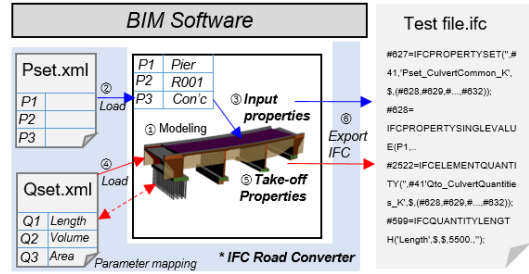 BIM Software
Test file.ifc
Pset.xml
P1
P2
P3
② Load
P1 Pier
P2 R001
P3 Con'c
③ Input properties
① Modeling
④ Load
⑤ Take-off Properties
⑥ Export IFC
Qset.xml
Q1 Length
Q2 Volume
Q3 Area
Parameter mapping
* IFC Road Converter
#627=IFCPROPERTYSET('',#
41,'Pset_CulvertCommon_K',
$,(#628,#629,#...,#632));
#628=
IFCPROPERTYSINGLEVALU
E(P1,..
#2522=IFCELEMENTQUANTI
TY('',#41'Qto_CulvertQuantitie
s_K',$,(#628,#629,#...,#632));
#599=IFCQUANTITYLENGT
H('Length',$,$,5500.,'');